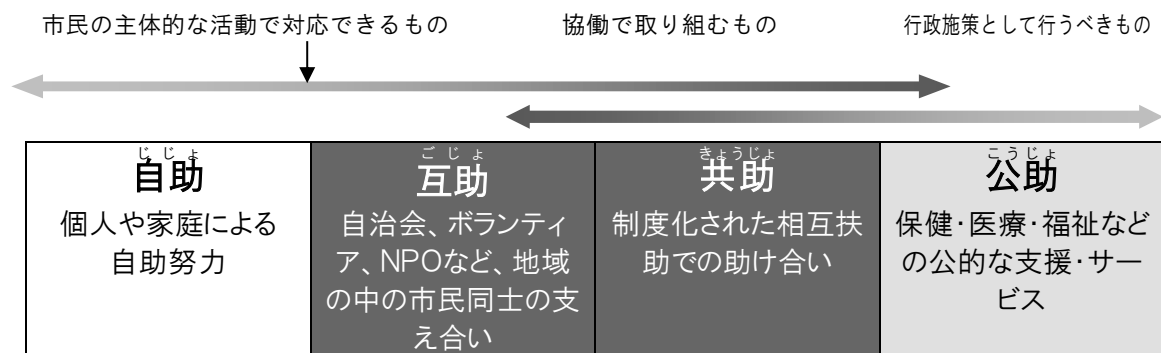 市民の主体的な活動で対応できるもの　協働で取り組むもの　行政施策として行うべきもの
じじょ
自助
個人や家庭による
自助努力
ごじょ
互助
自治会、ボランティ
ア、NPOなど、地域
の中の市民同士の支
え合い
きょうじょ
共助
制度化された相互扶
助での助け合い
こうじょ
公助
保健・医療・福祉など
の公的な支援・サー
ビス